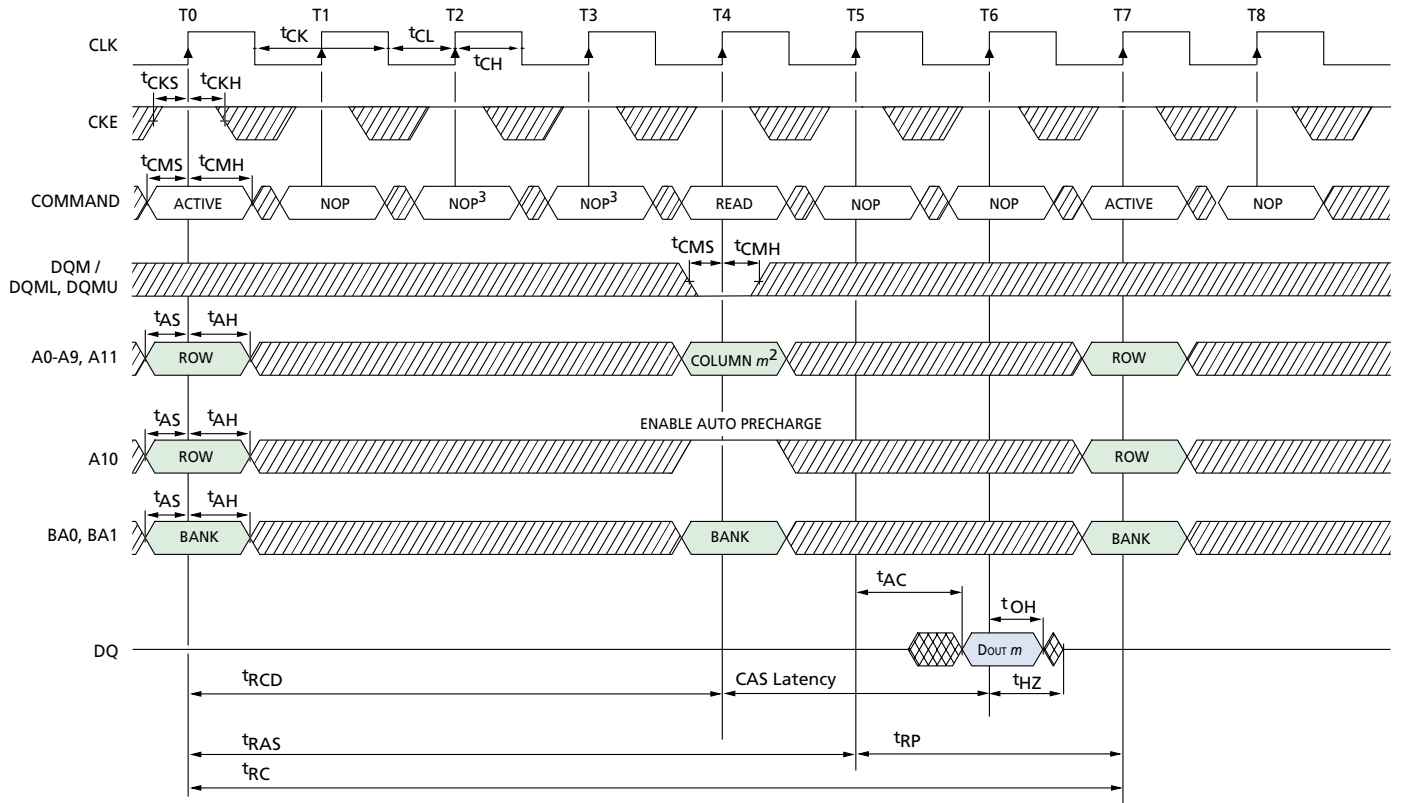 T0 T1 T2 T3 T4 T5 T6 T7 T8
CLK tCK tCL tCH
tCKS tCKH
CKE
tCMS tCMH
COMMAND ACTIVE NOP NOP3 NOP3 READ NOP NOP ACTIVE NOP
tCMS tCMH
DQM /
DQML, DQMU
tAS tAH
A0-A9, A11 ROW COLUMN m2 ROW
tAS tAH
ENABLE AUTO PRECHARGE
A10 ROW ROW
tAS tAH
BA0, BA1 BANK BANK BANK
tAC
tOH
DQ DOUT m
tRCD CAS Latency tHZ
tRAS tRP
tRC